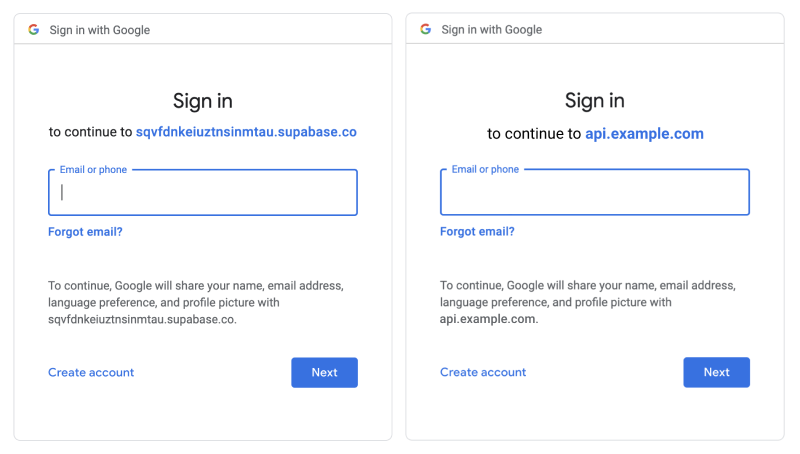 Sign in with Google
Sign in
to continue to sqvfdnkeiuztnsinmtau.supabase.co
Email or phone
Forgot email?
To continue, Google will share your name, email address,
language preference, and profile picture with
sqvfdnkeiuztnsinmtau.supabase.co.
Create account
Next
Sign in with Google
Sign in
to continue to api.example.com
Email or phone
Forgot email?
To continue, Google will share your name, email address,
language preference, and profile picture with
api.example.com.
Create account
Next